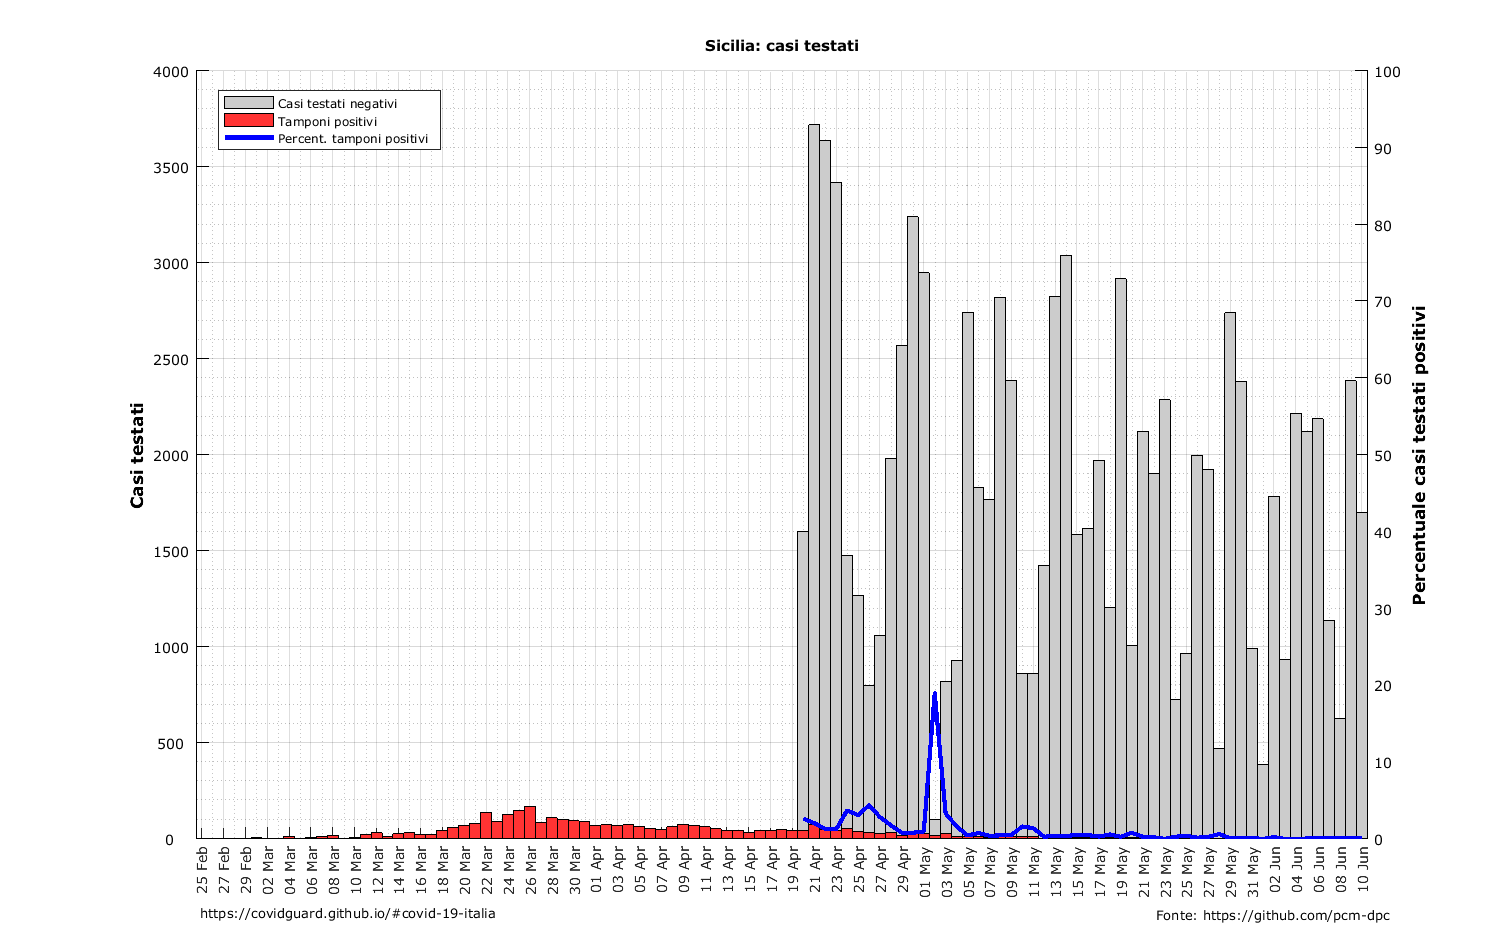 Sicilia: casi testati
Casi testati negativi
Tamponi positivi
Percent. tamponi positivi
Casi testati
4000
3500
3000
2500
2000
1500
1000
500
0
100
90
80
70
60
50
40
30
20
10
0
Percentuale casi testati positivi
25 Feb
27 Feb
29 Feb
02 Mar
04 Mar
06 Mar
08 Mar
10 Mar
12 Mar
14 Mar
16 Mar
18 Mar
20 Mar
22 Mar
24 Mar
26 Mar
28 Mar
30 Mar
01 Apr
03 Apr
05 Apr
07 Apr
09 Apr
11 Apr
13 Apr
15 Apr
17 Apr
19 Apr
21 Apr
23 Apr
25 Apr
27 Apr
29 Apr
01 May
03 May
05 May
07 May
09 May
11 May
13 May
15 May
17 May
19 May
21 May
23 May
25 May
27 May
29 May
31 May
02 Jun
04 Jun
06 Jun
08 Jun
10 Jun
https://covidguard.github.io/#covid-19-italia
Fonte: https://github.com/pcm-dpc